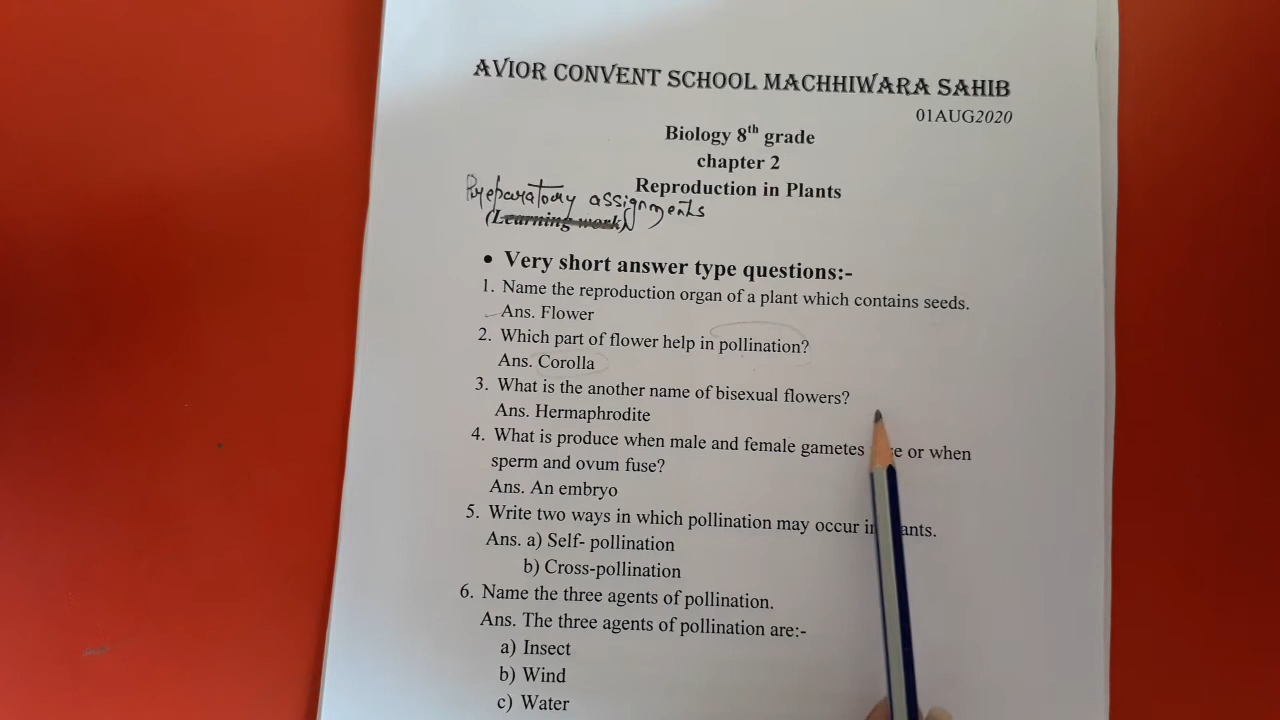 AVIOR CONVENT SCHOOL MACHHIWARA SAHIB
01AUG2020
Biology 8th grade
chapter 2
Reproduction in Plants
Preparatory assignments
(Learning work)
• Very short answer type questions:-
1. Name the reproduction organ of a plant which contains seeds.
Ans. Flower
2. Which part of flower help in pollination?
Ans. Corolla
3. What is the another name of bisexual flowers?
Ans. Hermaphrodite
4. What is produce when male and female gametes or when
sperm and ovum fuse?
Ans. An embryo
5. Write two ways in which pollination may occur in
Ans. a) Self- pollination
b) Cross-pollination
6. Name the three agents of pollination.
Ans. The three agents of pollination are:-
a) Insect
b) Wind
c) Water